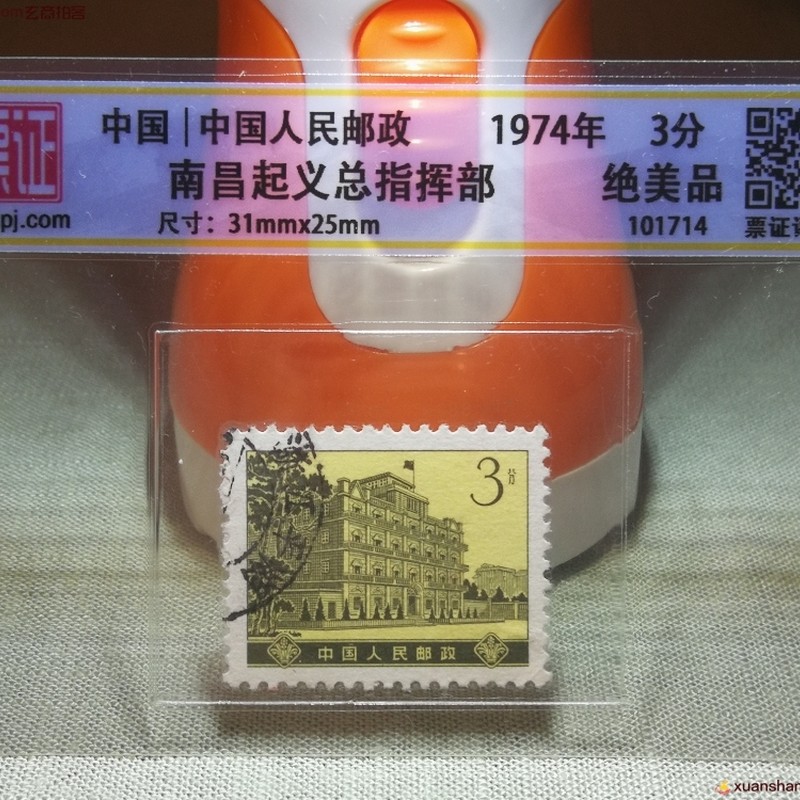 中国|中国人民邮政 1974年 3分
票证
南昌起义总指挥部 绝美品
pj.com 尺寸：31mmx25mm 101714 票证
3分
中国人民邮政
xuanshan